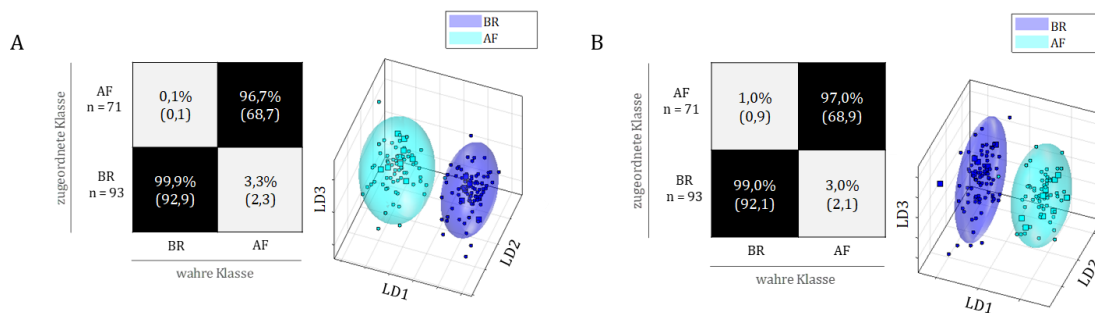 A
BR
AF
zugeordnete Klasse
AF
n = 71
0,1%
(0,1)
96,7%
(68,7)
BR
n = 93
99,9%
(92,9)
3,3%
(2,3)
BR
AF
wahre Klasse
LD3
LD1
LD2
B
BR
AF
zugeordnete Klasse
AF
n = 71
1,0%
(0,9)
97,0%
(68,9)
BR
n = 93
99,0%
(92,1)
3,0%
(2,1)
BR
AF
wahre Klasse
LD3
LD1
LD2